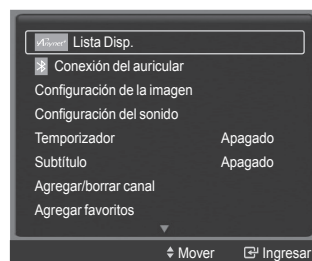 Anynet+ Lista Disp.
Conexión del auricular
Configuración de la imagen
Configuración del sonido
Temporizador Apagado
Subtítulo Apagado
Agregar/borrar canal
Agregar favoritos
Mover Ingresar